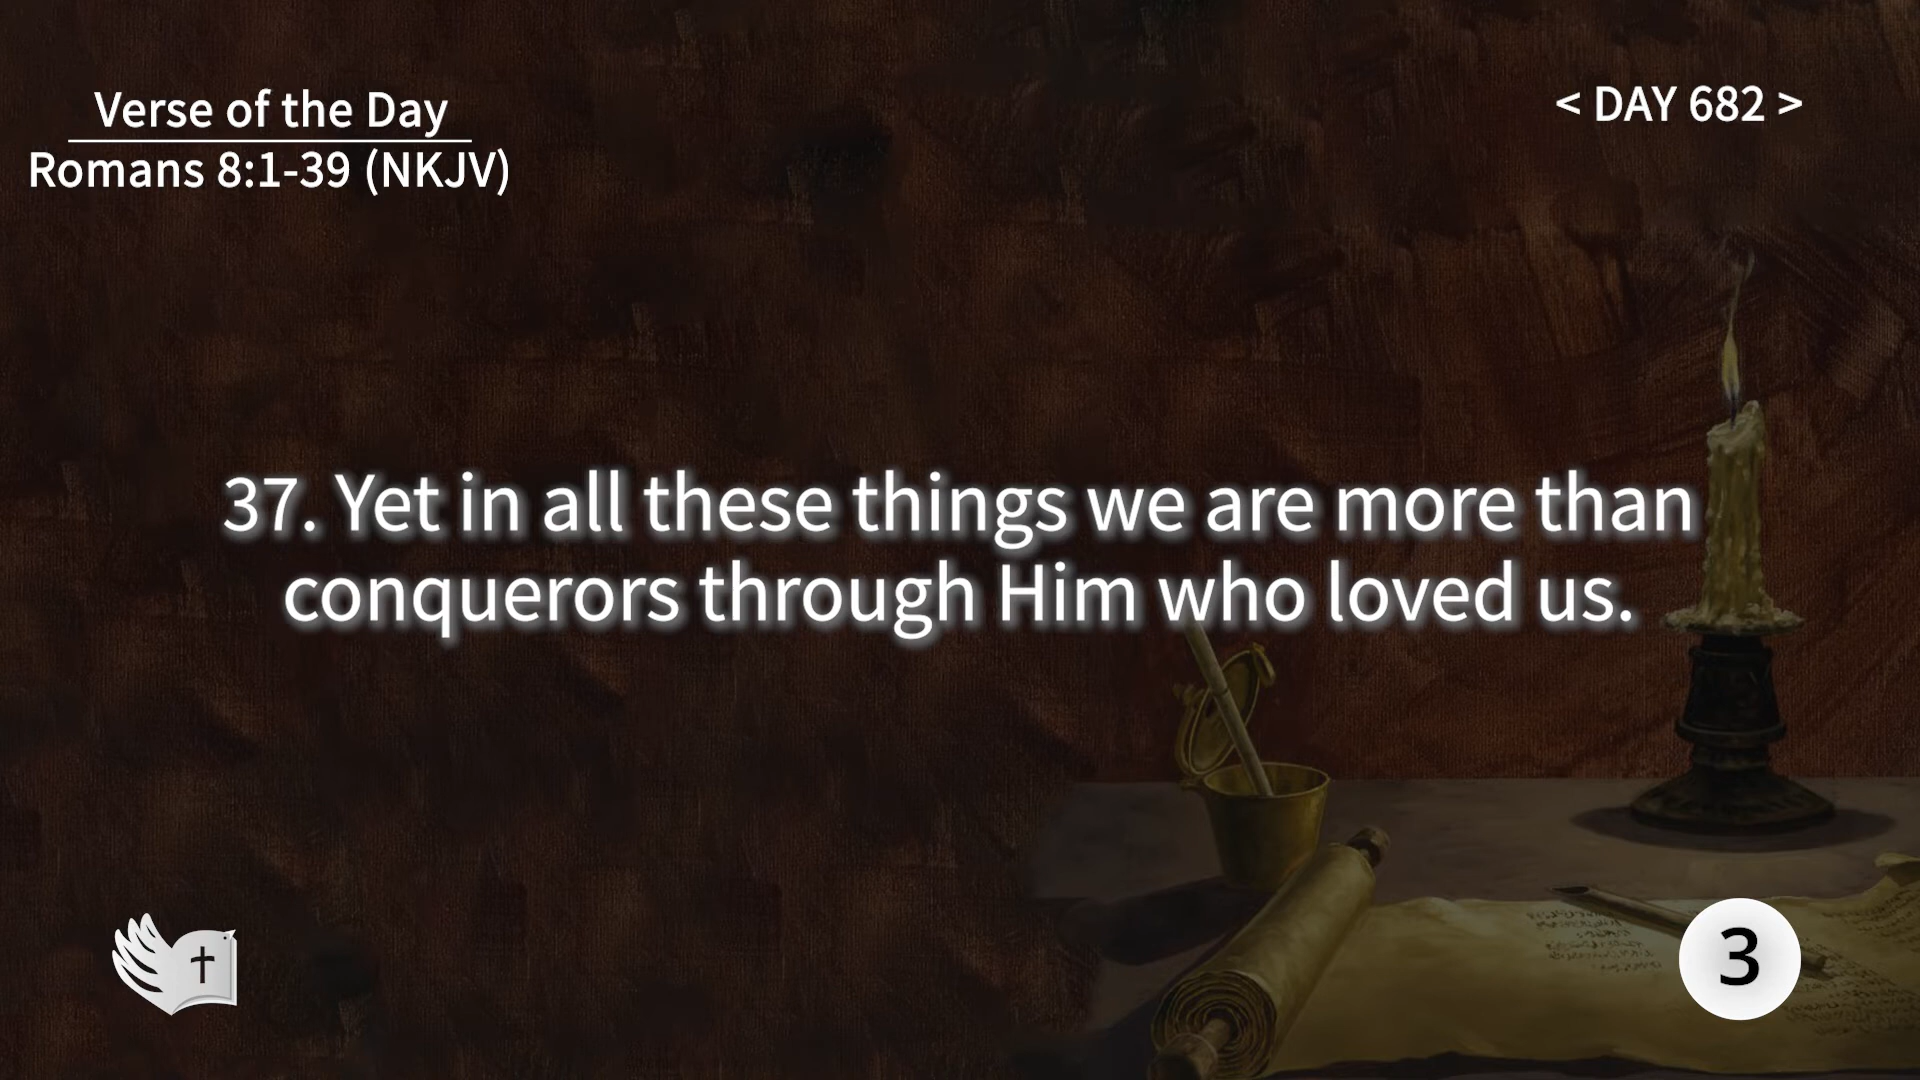 Verse of the Day
Romans 8:1-39 (NKJV)
< DAY 682 >
37. Yet in all these things we are more than
conquerors through Him who loved us.
3